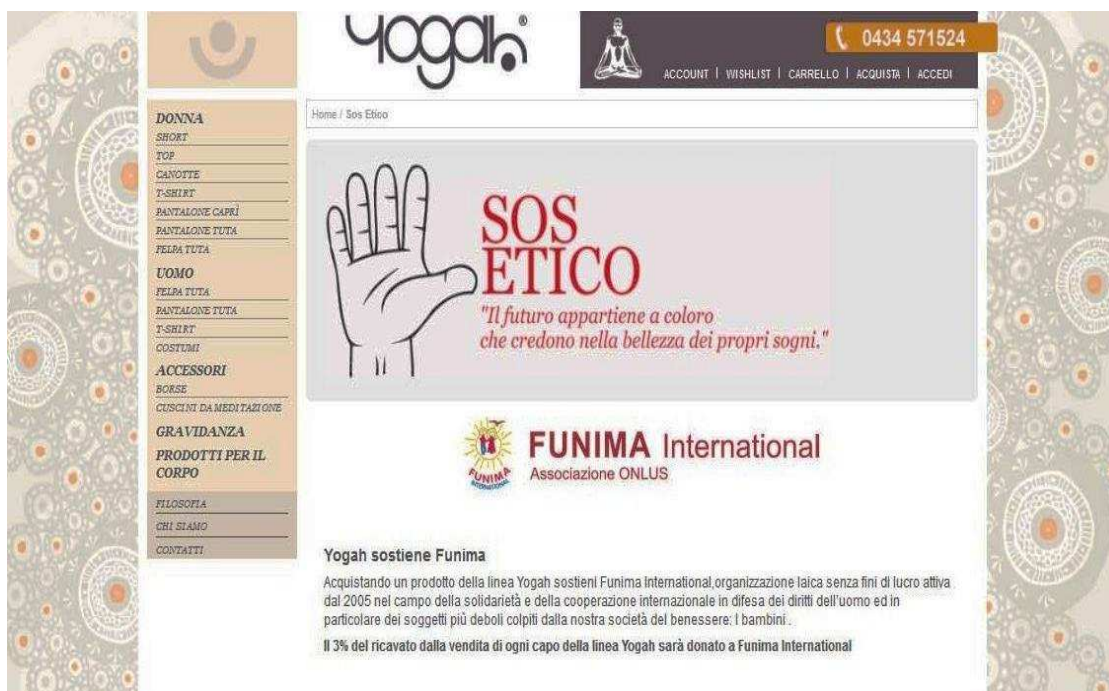 yogah®
0434 571524
ACCOUNT | WISHLIST | CARRELLO | ACQUISTA | ACCEDI
Home / Sos Etico
DONNA
SHORT
TOP
CANOTTE
T-SHIRT
PANTALONE CAPRÌ
PANTALONE TUTA
FELPA TUTA
UOMO
FELPA TUTA
PANTALONE TUTA
T-SHIRT
COSTUMI
ACCESSORI
BORSE
CUSCINI DA MEDITAZIONE
GRAVIDANZA
PRODOTTI PER IL
CORPO
FILOSOFIA
CHI SIAMO
CONTATTI
SOS
ETICO
"Il futuro appartiene a coloro
che credono nella bellezza dei propri sogni."
FUNIMA
INTERNATIONAL
FUNIMA International
Associazione ONLUS
Yogah sostiene Funima
Acquistando un prodotto della linea Yogah sostieni Funima International,organizzazione laica senza fini di lucro attiva
dal 2005 nel campo della solidarietà e della cooperazione internazionale in difesa dei diritti dell'uomo ed in
particolare dei soggetti più deboli colpiti dalla nostra società del benessere: I bambini .
Il 3% del ricavato dalla vendita di ogni capo della linea Yogah sarà donato a Funima International